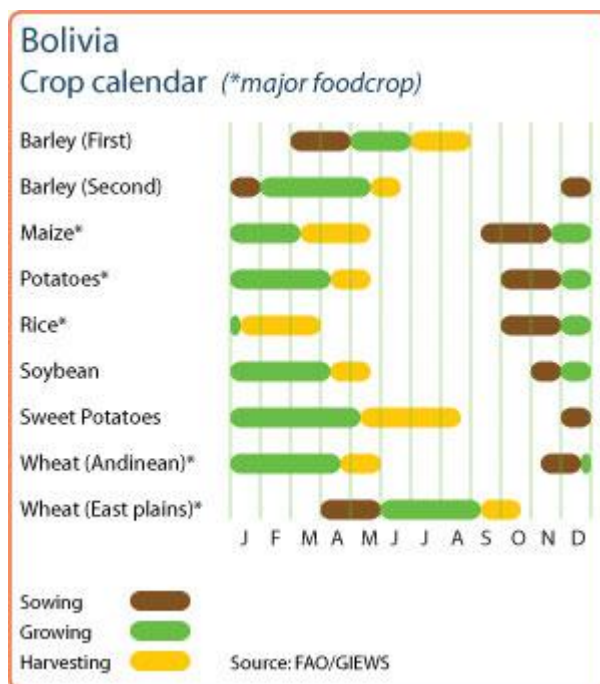 Bolivia
Crop calendar (*major foodcrop)
Barley (First)
Barley (Second)
Maize*
Potatoes*
Rice*
Soybean
Sweet Potatoes
Wheat (Andinean)*
Wheat (East plains)*
J F M A M J J A S O N D
Sowing
Growing
Harvesting
Source: FAO/GIEWS